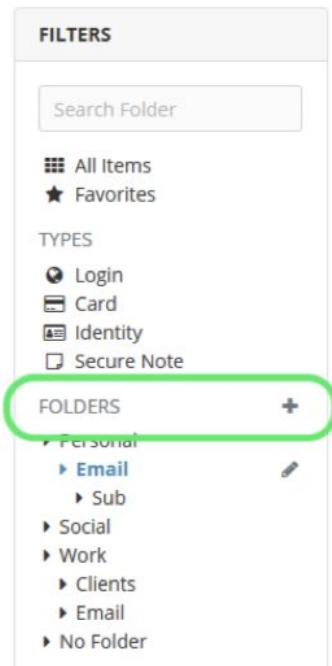 FILTERS
Search Folder
All Items
Favorites
TYPES
Login
Card
Identity
Secure Note
FOLDERS
Personal
Email
Sub
Social
Work
Clients
Email
No Folder